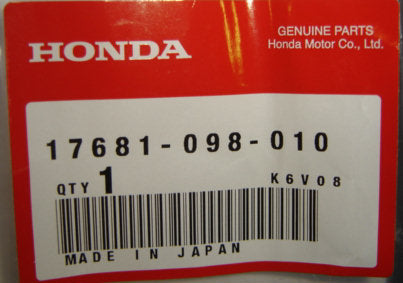 HONDA
GENUINE PARTS
Honda Motor Co., Ltd.
17681-098-010
QTY 1
K6V08
MADE IN JAPAN